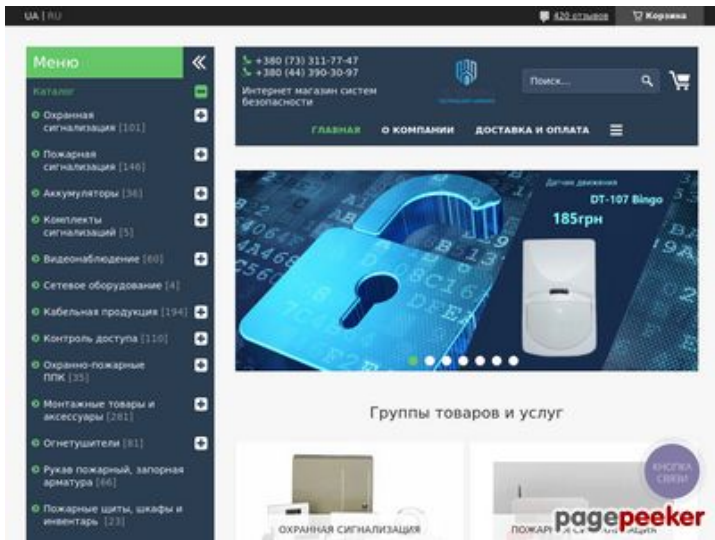 UA | RU
420 отзывов
Корзина
Меню
Каталог
Охранная
сигнализация [101]
Пожарная
сигнализация [146]
Аккумуляторы [36]
Комплекты
сигнализаций [5]
Видеонаблюдение [60]
Сетевое оборудование [4]
Кабельная продукция [194]
Контроль доступа [110]
Охранно-пожарные
ППК [35]
Монтажные товары и
аксессуары [281]
Огнетушители [81]
Рукав пожарный, запорная
арматура [66]
Пожарные щиты, шкафы и
инвентарь [23]
+380 (73) 311-77-47
+380 (44) 390-30-97
Интернет магазин систем
безопасности
Поиск...
ГЛАВНАЯ
О КОМПАНИИ
ДОСТАВКА И ОПЛАТА
Датчик движения
DT-107 Bingo
185грн
Группы товаров и услуг
ОХРАННАЯ СИГНАЛИЗАЦИЯ
КНОПКА
СВЯЗИ
pagepeeker